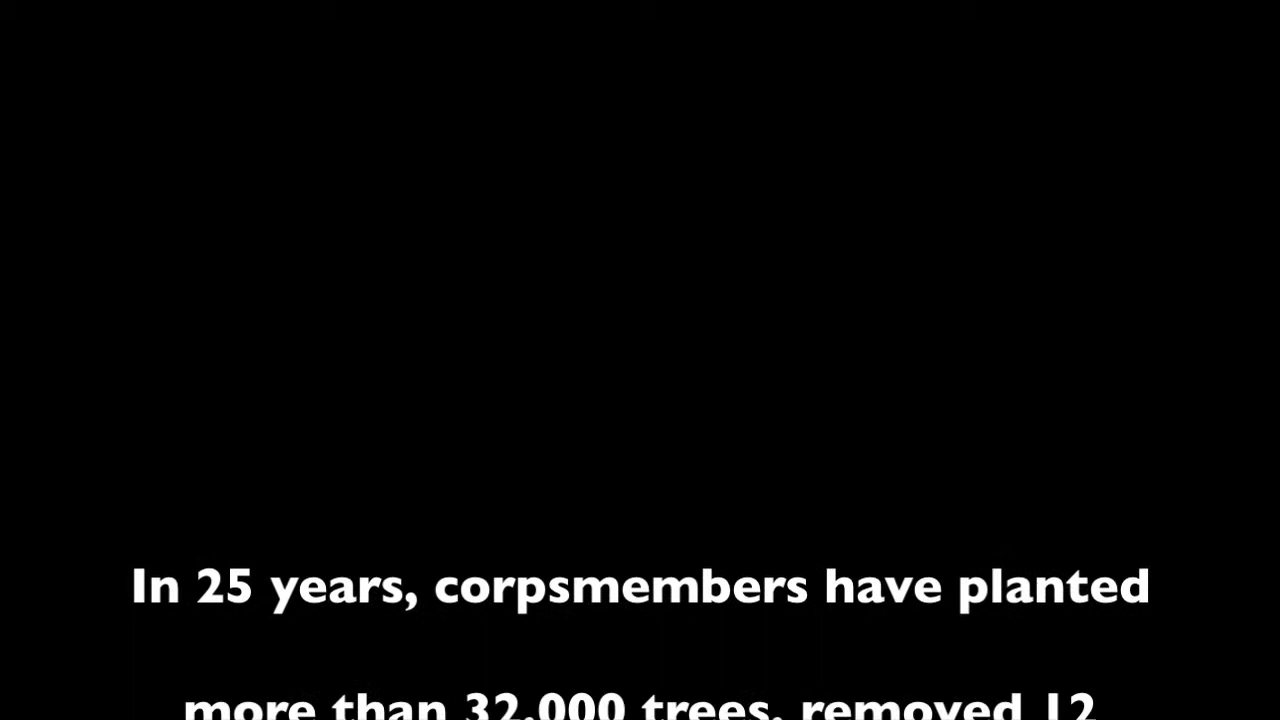 In 25 years, corpsmembers have planted
more than 32,000 trees, removed 12